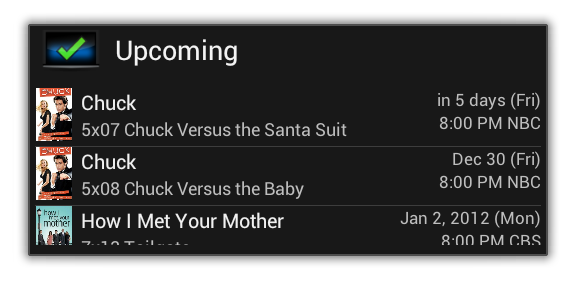 Upcoming
CHUCK
Chuck
in 5 days (Fri)
5x07 Chuck Versus the Santa Suit
8:00 PM NBC
CHUCK
Chuck
Dec 30 (Fri)
5x08 Chuck Versus the Baby
8:00 PM NBC
how i met your mother
How I Met Your Mother
Jan 2, 2012 (Mon)
7x13 Tailgate
8:00 PM CBS